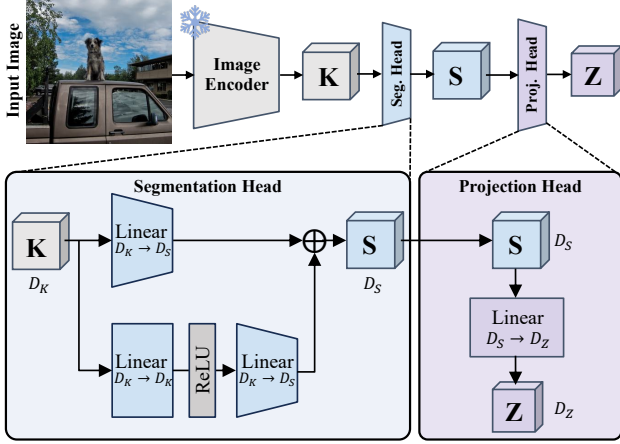 Input Image
Image
Encoder
K
Seg. Head
S
Proj. Head
Z
Segmentation Head
K
D_K
Linear
D_K → D_S
S
D_S
Linear
D_K → D_K
ReLU
Linear
D_K → D_S
Projection Head
S
D_S
Linear
D_S → D_Z
Z
D_Z